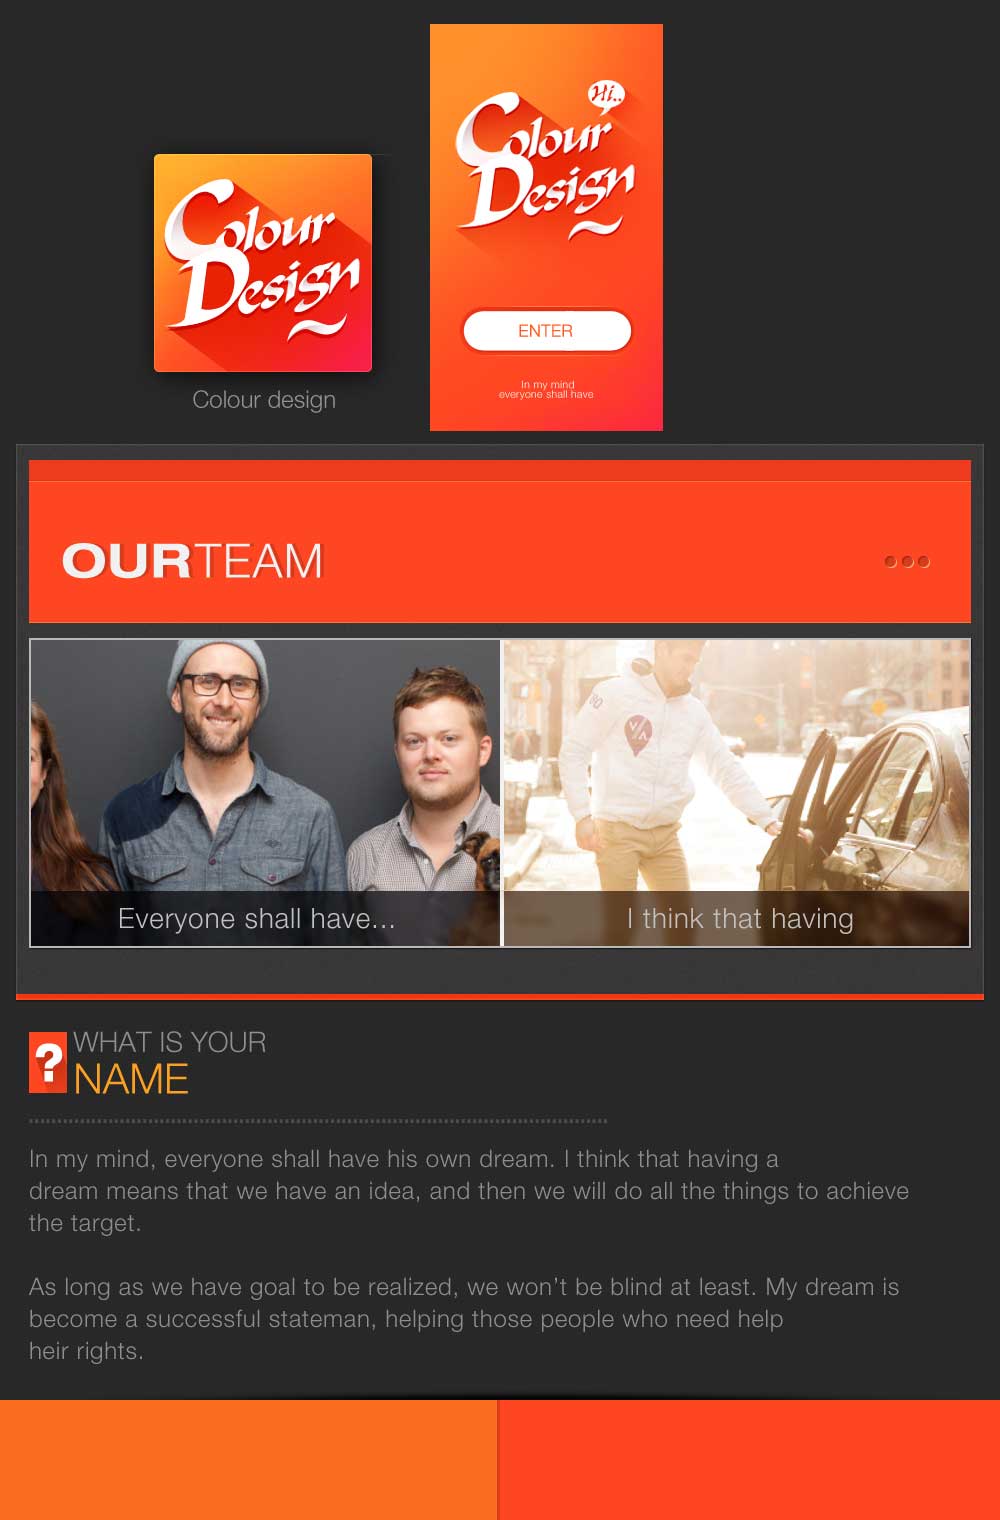 Colour
Design
Colour design
Hi..
Colour
Design
ENTER
In my mind
everyone shall have
OURTEAM
Everyone shall have...
I think that having
?
WHAT IS YOUR
NAME
In my mind, everyone shall have his own dream. I think that having a
dream means that we have an idea, and then we will do all the things to achieve
the target.
As long as we have goal to be realized, we won’t be blind at least. My dream is
become a successful stateman, helping those people who need help
heir rights.